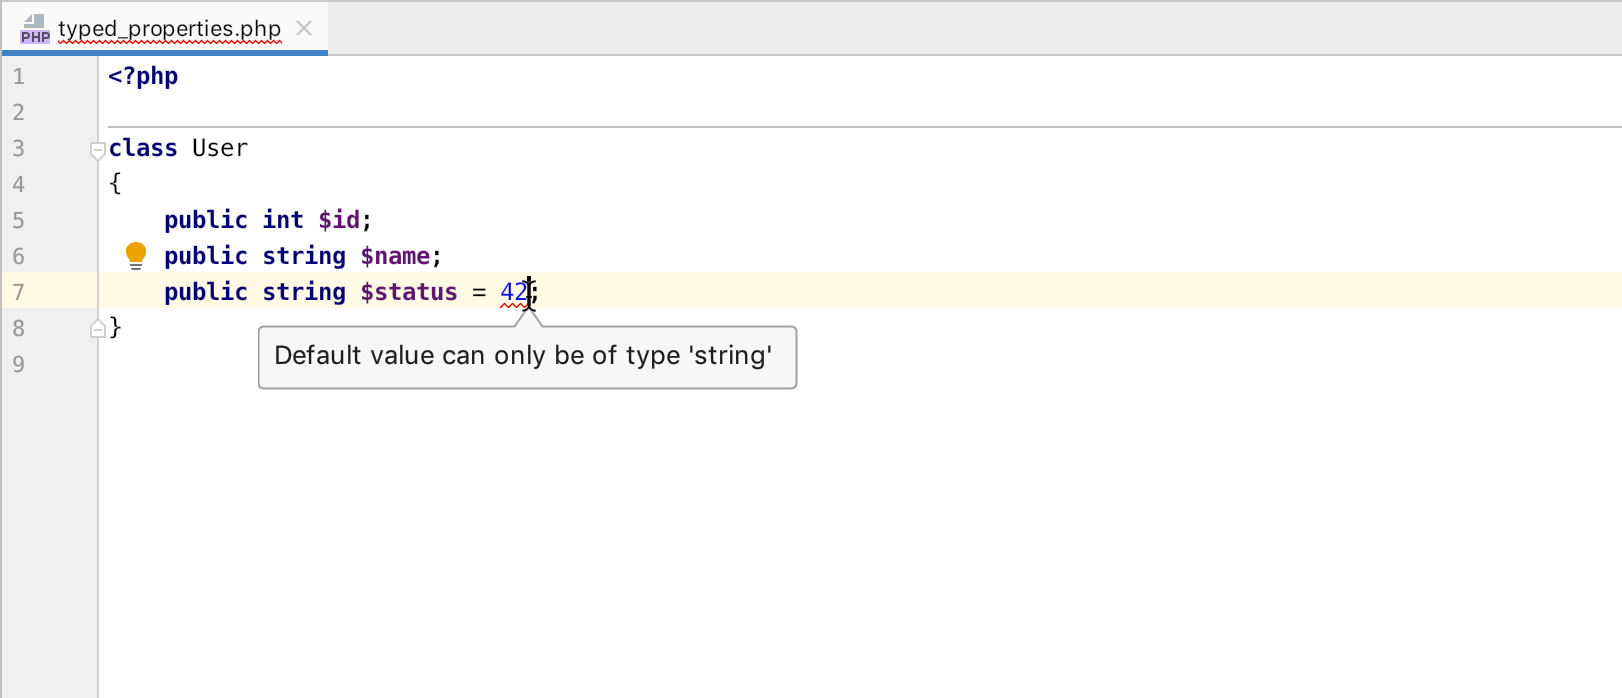 PHP typed_properties.php
1 <?php
2
3 class User
4 {
5 public int $id;
6 public string $name;
7 public string $status = 42;
8 }
Default value can only be of type 'string'
9